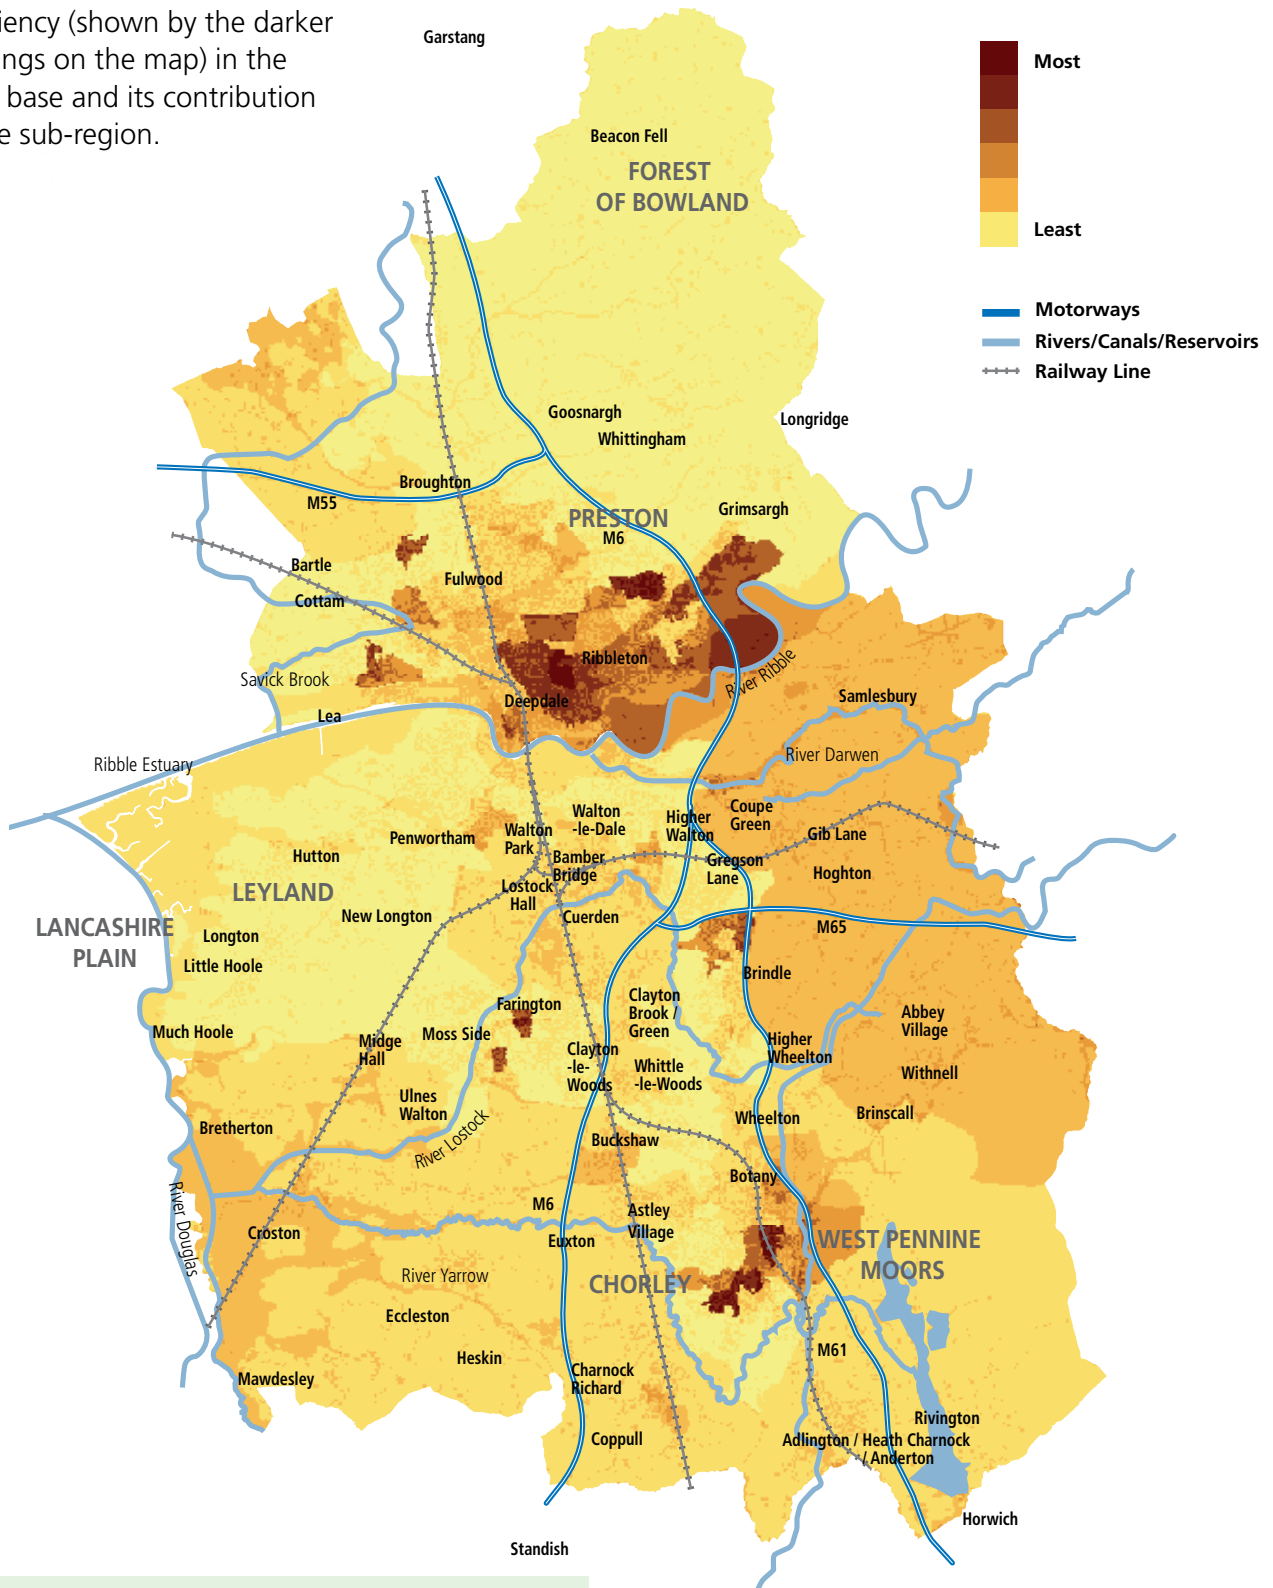 iency (shown by the darker
ings on the map) in the
base and its contribution
e sub-region.
Garstang
Most
Least
Motorways
Rivers/Canals/Reservoirs
Railway Line
Beacon Fell
FOREST
OF BOWLAND
Goosnargh
Longridge
Whittingham
Broughton
M55
Grimsargh
PRESTON
M6
Bartle
Fulwood
Cottam
Ribbleton
River Ribble
Savick Brook
Samlesbury
Deepdale
Lea
River Darwen
Ribble Estuary
Walton
-le-Dale
Coupe
Green
Higher
Walton
Walton
Park
Penwortham
Gib Lane
Hutton
Bamber
Bridge
Gregson
Lane
Hoghton
LEYLAND
Lostock
Hall
New Longton
Cuerden
LANCASHIRE
PLAIN
M65
Longton
Little Hoole
Brindle
Farington
Clayton
Brook /
Green
Abbey
Village
Much Hoole
Moss Side
Midge
Hall
Higher
Wheelton
Clayton
-le-
Woods
Whittle
-le-Woods
Withnell
Ulnes
Walton
Brinscall
Wheelton
Bretherton
River Lostock
Buckshaw
Botany
River Douglas
M6
Astley
Village
Croston
Euxton
WEST PENNINE
MOORS
River Yarrow
CHORLEY
Eccleston
M61
Heskin
Charnock
Richard
Mawdesley
Rivington
Coppull
Adlington / Heath Charnock
/ Anderton
Horwich
Standish